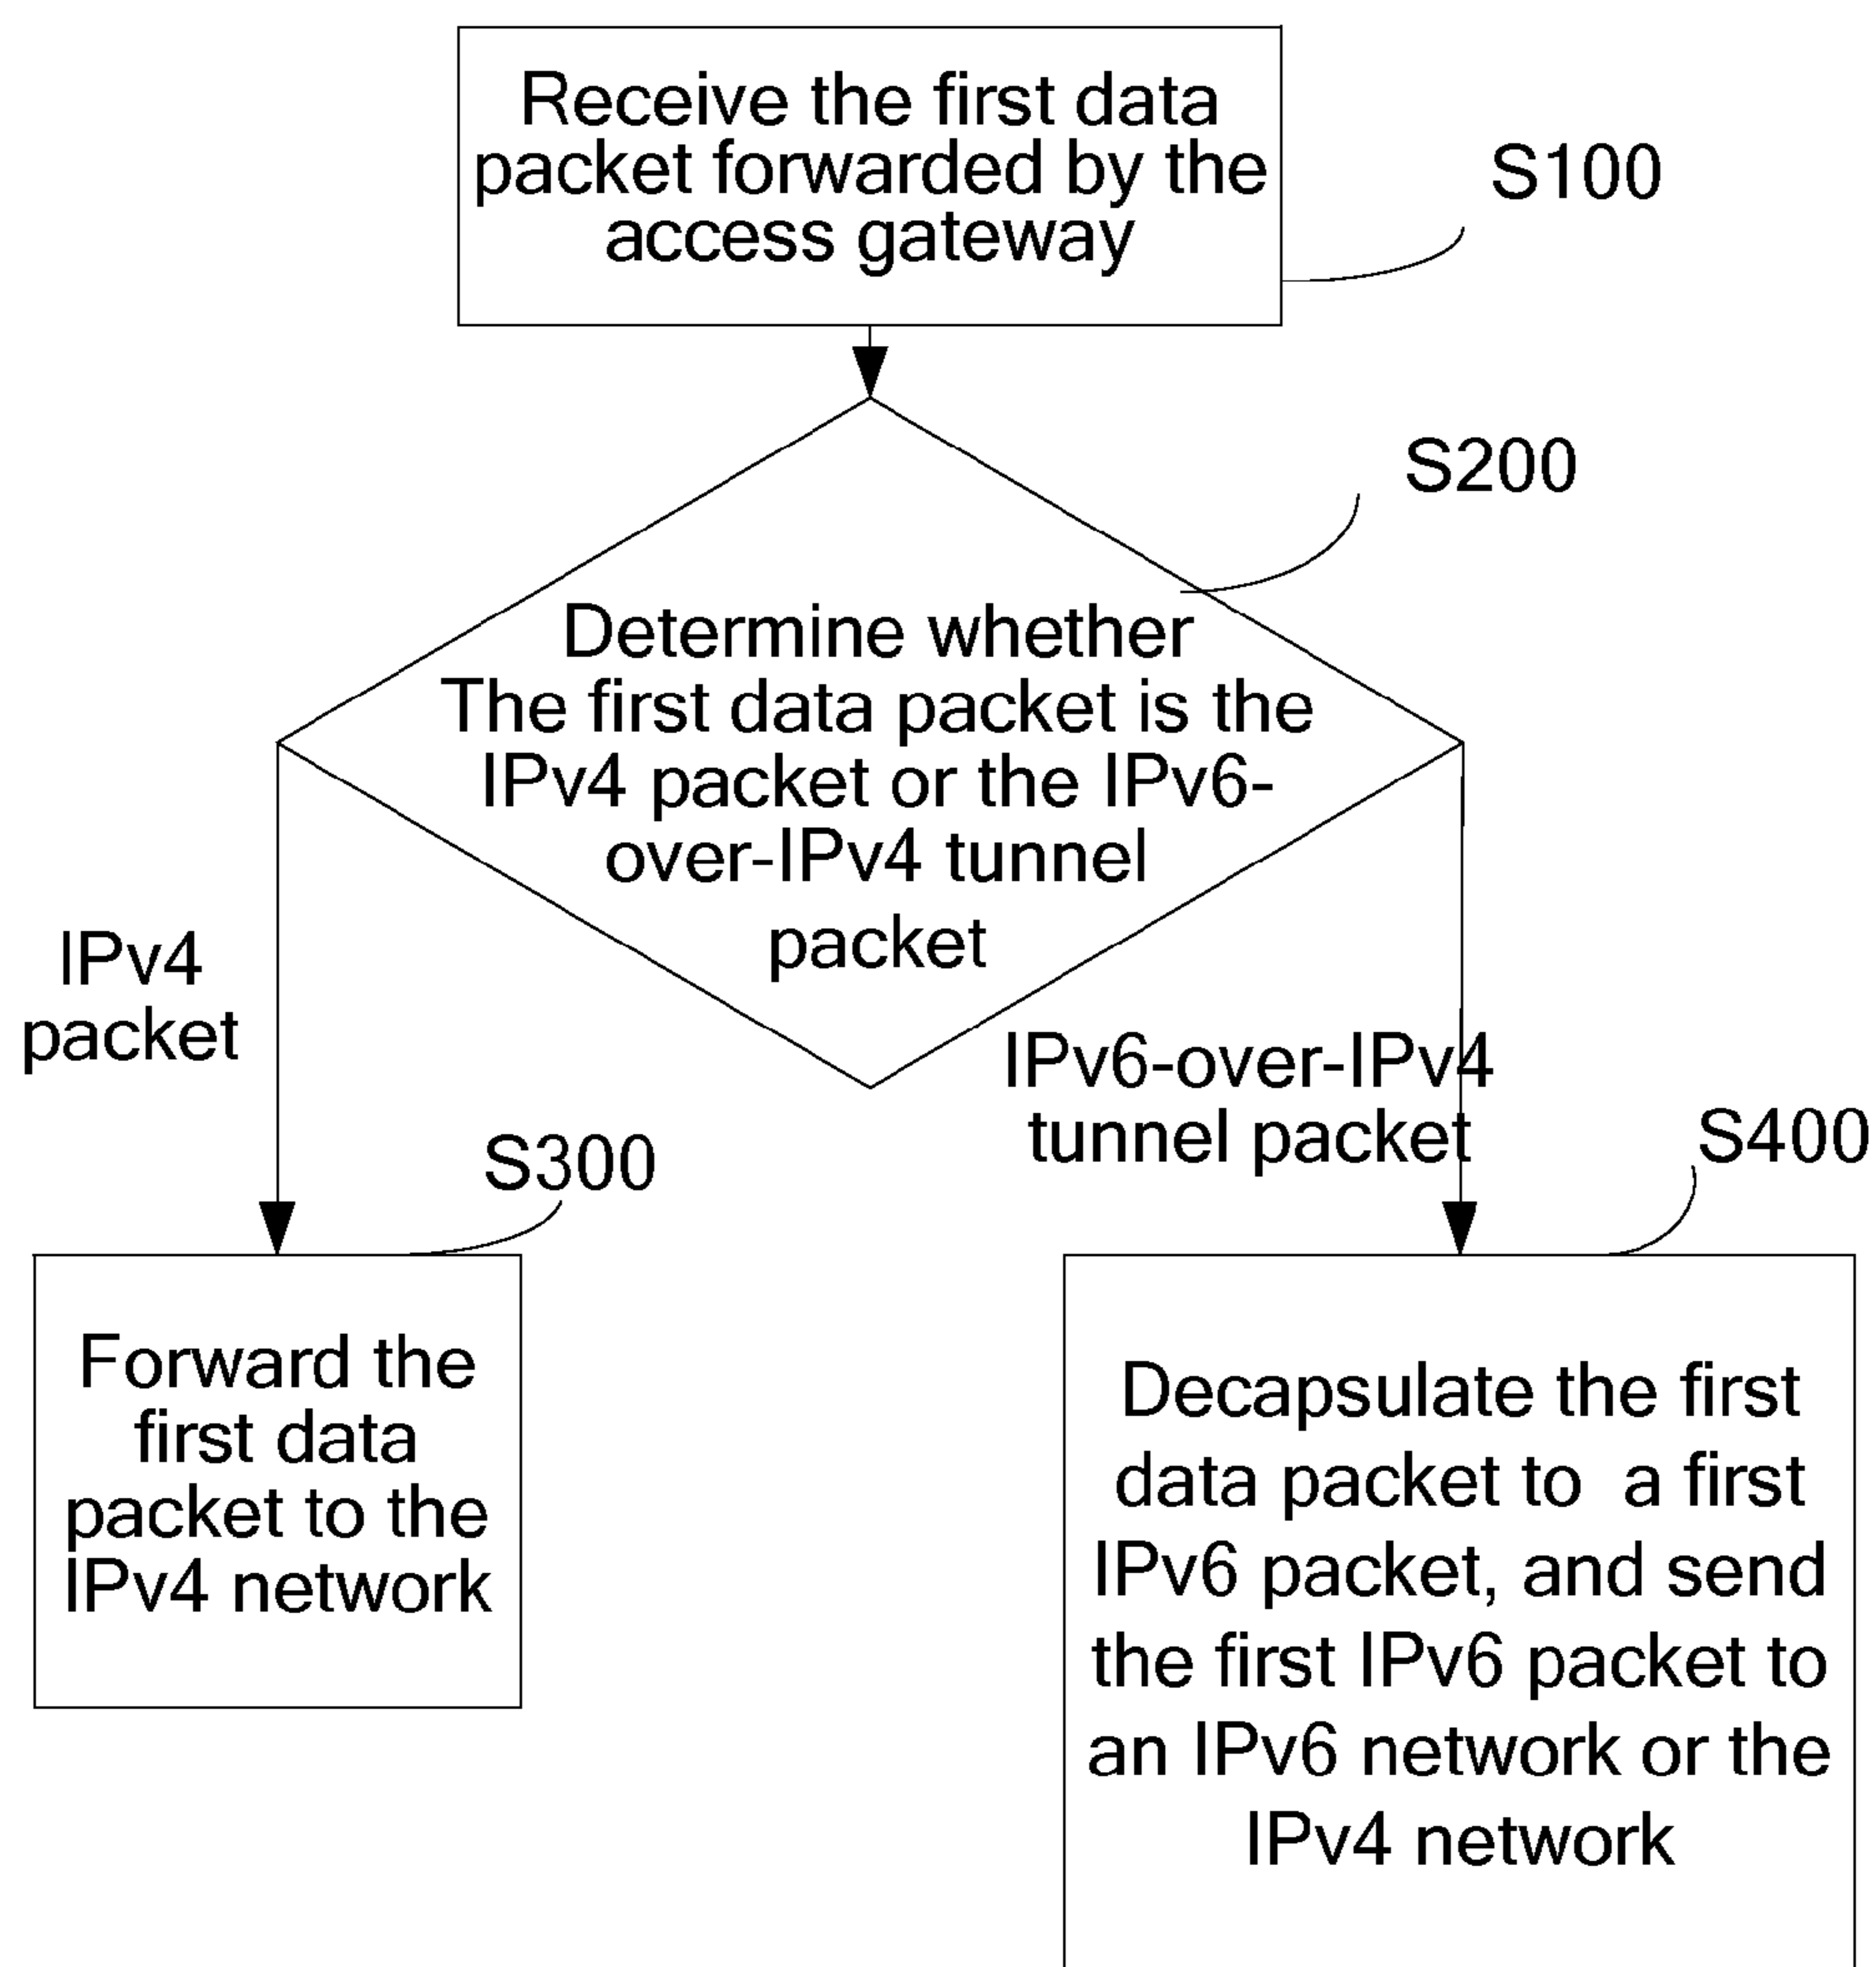 Receive the first data
packet forwarded by the
access gateway
S100
S200
Determine whether
The first data packet is the
IPv4 packet or the IPv6-
over-IPv4 tunnel
packet
IPv4
packet
IPv6-over-IPv4
tunnel packet
S300
S400
Forward the
first data
packet to the
IPv4 network
Decapsulate the first
data packet to a first
IPv6 packet, and send
the first IPv6 packet to
an IPv6 network or the
IPv4 network